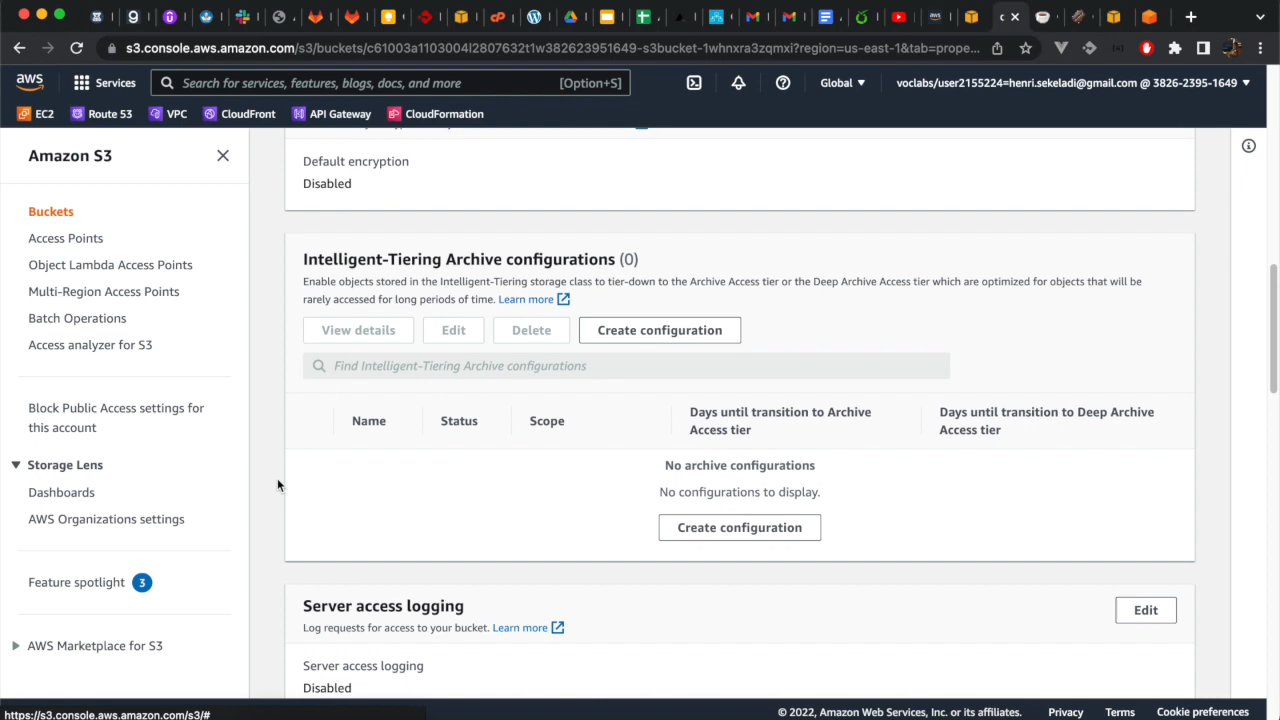 s3.console.aws.amazon.com/s3/buckets/c61003a1103004l2807632t1w382623951649-s3bucket-1whnxra3zqmxi?region=us-east-1&tab=prope...
aws
Services
Search for services, features, blogs, docs, and more
[Option+S]
Global
voclabs/user2155224=henri.sekeladi@gmail.com @ 3826-2395-1649
EC2
Route 53
VPC
CloudFront
API Gateway
CloudFormation
Amazon S3
Buckets
Access Points
Object Lambda Access Points
Multi-Region Access Points
Batch Operations
Access analyzer for S3
Block Public Access settings for
this account
Storage Lens
Dashboards
AWS Organizations settings
Feature spotlight 3
AWS Marketplace for S3
Default encryption
Disabled
Intelligent-Tiering Archive configurations (0)
Enable objects stored in the Intelligent-Tiering storage class to tier-down to the Archive Access tier or the Deep Archive Access tier which are optimized for objects that will be
rarely accessed for long periods of time. Learn more
View details
Edit
Delete
Create configuration
Find Intelligent-Tiering Archive configurations
Name
Status
Scope
Days until transition to Archive
Access tier
Days until transition to Deep Archive
Access tier
No archive configurations
No configurations to display.
Create configuration
Server access logging
Edit
Log requests for access to your bucket. Learn more
Server access logging
Disabled
https://s3.console.aws.amazon.com/s3/#
© 2022, Amazon Web Services, Inc. or its affiliates.
Privacy
Terms
Cookie preferences